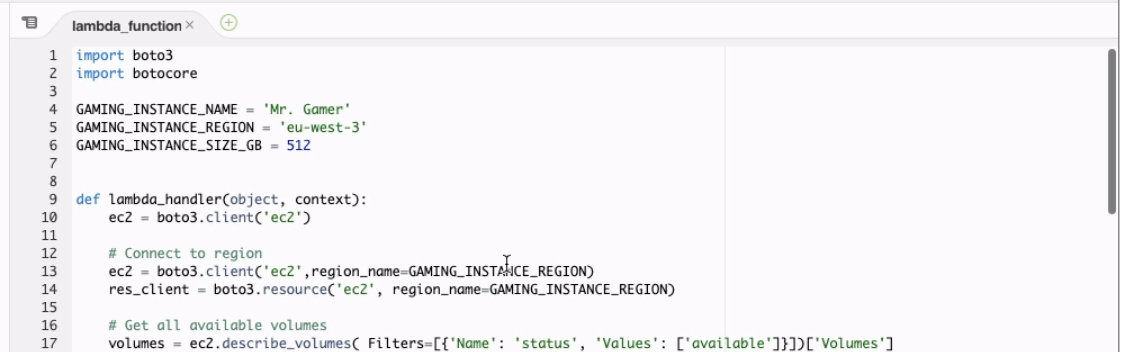 lambda_function ×
1 import boto3
2 import botocore
3
4 GAMING_INSTANCE_NAME = 'Mr. Gamer'
5 GAMING_INSTANCE_REGION = 'eu-west-3'
6 GAMING_INSTANCE_SIZE_GB = 512
7
8
9 def lambda_handler(object, context):
10     ec2 = boto3.client('ec2')
11
12     # Connect to region
13     ec2 = boto3.client('ec2',region_name=GAMING_INSTANCE_REGION)
14     res_client = boto3.resource('ec2', region_name=GAMING_INSTANCE_REGION)
15
16     # Get all available volumes
17     volumes = ec2.describe_volumes( Filters=[{'Name': 'status', 'Values': ['available']}])['Volumes']